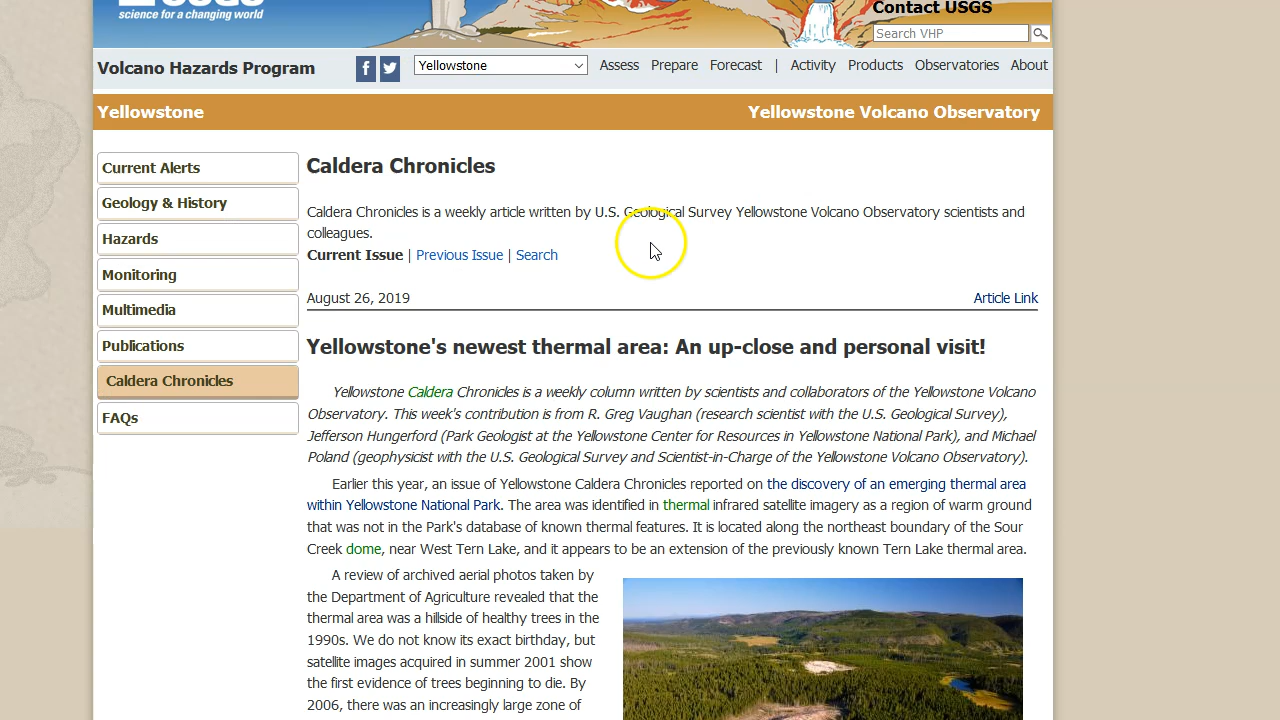 science for a changing world
Contact USGS
Search VHP
Volcano Hazards Program
f
Yellowstone
Assess Prepare Forecast | Activity Products Observatories About
Yellowstone
Yellowstone Volcano Observatory
Current Alerts
Geology & History
Hazards
Monitoring
Multimedia
Publications
Caldera Chronicles
FAQs
Caldera Chronicles
Caldera Chronicles is a weekly article written by U.S. Geological Survey Yellowstone Volcano Observatory scientists and
colleagues.
Current Issue | Previous Issue | Search
August 26, 2019
Article Link
Yellowstone's newest thermal area: An up-close and personal visit!
Yellowstone Caldera Chronicles is a weekly column written by scientists and collaborators of the Yellowstone Volcano
Observatory. This week's contribution is from R. Greg Vaughan (research scientist with the U.S. Geological Survey),
Jefferson Hungerford (Park Geologist at the Yellowstone Center for Resources in Yellowstone National Park), and Michael
Poland (geophysicist with the U.S. Geological Survey and Scientist-in-Charge of the Yellowstone Volcano Observatory).
Earlier this year, an issue of Yellowstone Caldera Chronicles reported on the discovery of an emerging thermal area
within Yellowstone National Park. The area was identified in thermal infrared satellite imagery as a region of warm ground
that was not in the Park's database of known thermal features. It is located along the northeast boundary of the Sour
Creek dome, near West Tern Lake, and it appears to be an extension of the previously known Tern Lake thermal area.
A review of archived aerial photos taken by
the Department of Agriculture revealed that the
thermal area was a hillside of healthy trees in the
1990s. We do not know its exact birthday, but
satellite images acquired in summer 2001 show
the first evidence of trees beginning to die. By
2006, there was an increasingly large zone of